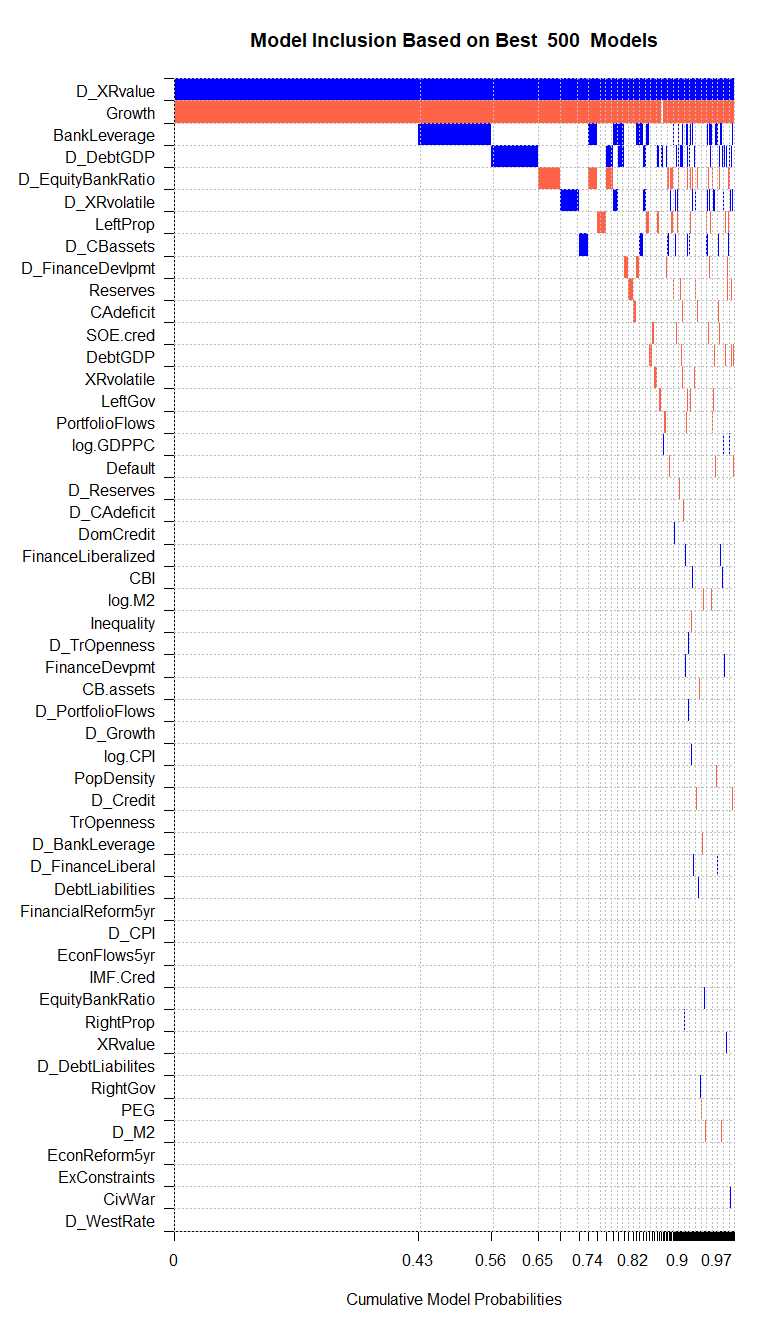 Model Inclusion Based on Best 500 Models
D_XRvalue
Growth
BankLeverage
D_DebtGDP
D_EquityBankRatio
D_XRvolatile
LeftProp
D_CBassets
D_FinanceDevlpmt
Reserves
CAdeficit
SOE.cred
DebtGDP
XRvolatile
LeftGov
PortfolioFlows
log.GDPPC
Default
D_Reserves
D_CAdeficit
DomCredit
FinanceLiberalized
CBI
log.M2
Inequality
D_TrOpenness
FinanceDevpmt
CB.assets
D_PortfolioFlows
D_Growth
log.CPI
PopDensity
D_Credit
TrOpenness
D_BankLeverage
D_FinanceLiberal
DebtLiabilities
FinancialReform5yr
D_CPI
EconFlows5yr
IMF.Cred
EquityBankRatio
RightProp
XRvalue
D_DebtLiabilites
RightGov
PEG
D_M2
EconReform5yr
ExConstraints
CivWar
D_WestRate
0 0.43 0.56 0.65 0.74 0.82 0.9 0.97
Cumulative Model Probabilities